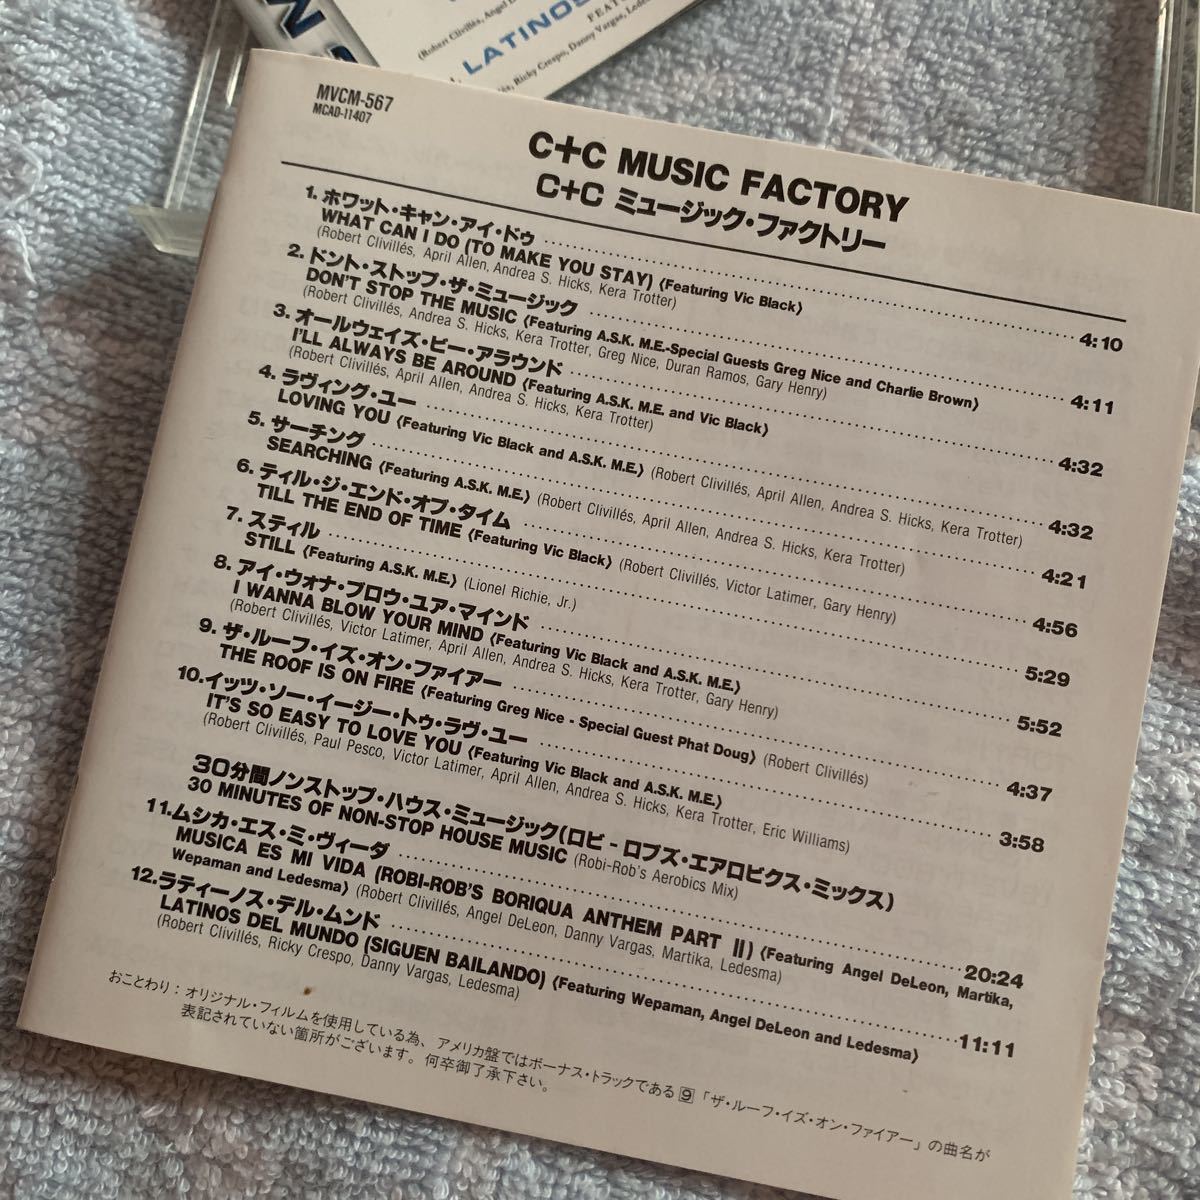 LATINOS
MVCM-567
MCAD-11407
C+C MUSIC FACTORY
C+C ミュージック・ファクトリー
1. ホワット・キャン・アイ・ドゥ 4:10
WHAT CAN I DO (TO MAKE YOU STAY) 〈Featuring Vic Black〉
(Robert Clivillés, April Allen, Andrea S. Hicks, Kera Trotter)
2. ドント・ストップ・ザ・ミュージック 4:11
DON'T STOP THE MUSIC 〈Featuring A.S.K. M.E.-Special Guests Greg Nice and Charlie Brown〉
(Robert Clivillés, Andrea S. Hicks, Kera Trotter, Greg Nice, Duran Ramos, Gary Henry)
3. オールウェイズ・ビー・アラウンド 4:32
I'LL ALWAYS BE AROUND 〈Featuring A.S.K. M.E. and Vic Black〉
(Robert Clivillés, April Allen, Andrea S. Hicks, Kera Trotter)
4. ラヴィング・ユー 4:32
LOVING YOU 〈Featuring Vic Black and A.S.K. M.E.〉 (Robert Clivillés, April Allen, Andrea S. Hicks, Kera Trotter)
5. サーチング 4:21
SEARCHING 〈Featuring A.S.K. M.E.〉 (Robert Clivillés, April Allen, Andrea S. Hicks, Kera Trotter)
6. ティル・ジ・エンド・オブ・タイム 4:56
TILL THE END OF TIME 〈Featuring Vic Black〉 (Robert Clivillés, Victor Latimer, Gary Henry)
7. スティル 5:29
STILL 〈Featuring A.S.K. M.E.〉 (Lionel Richie, Jr.)
8. アイ・ウォナ・ブロウ・ユア・マインド 5:52
I WANNA BLOW YOUR MIND 〈Featuring Vic Black and A.S.K. M.E.〉
(Robert Clivillés, Victor Latimer, April Allen, Andrea S. Hicks, Kera Trotter, Gary Henry)
9. ザ・ルーフ・イズ・オン・ファイアー 4:37
THE ROOF IS ON FIRE 〈Featuring Greg Nice - Special Guest Phat Doug〉 (Robert Clivillés)
10. イッツ・ソー・イージー・トゥ・ラヴ・ユー 3:58
IT'S SO EASY TO LOVE YOU 〈Featuring Vic Black and A.S.K. M.E.〉
(Robert Clivillés, Paul Pesco, Victor Latimer, April Allen, Andrea S. Hicks, Kera Trotter, Eric Williams)
30分間ノンストップ・ハウス・ミュージック(ロビ-ロブズ・エアロビクス・ミックス)
30 MINUTES OF NON-STOP HOUSE MUSIC (Robi-Rob's Aerobics Mix)
11. ムシカ・エス・ミ・ヴィーダ 20:24
MUSICA ES MI VIDA (ROBI-ROB'S BORIQUA ANTHEM PART II) 〈Featuring Angel DeLeon, Martika,
Wepaman and Ledesma〉 (Robert Clivillés, Angel DeLeon, Danny Vargas, Martika, Ledesma)
12. ラティーノス・デル・ムンド 11:11
LATINOS DEL MUNDO (SIGUEN BAILANDO) 〈Featuring Wepaman, Angel DeLeon and Ledesma〉
(Robert Clivillés, Ricky Crespo, Danny Vargas, Ledesma)
おことわり：オリジナル・フィルムを使用している為、アメリカ盤ではボーナス・トラックである 9 「ザ・ルーフ・イズ・オン・ファイアー」の曲名が
表記されていない箇所がございます。何卒御了承下さい。